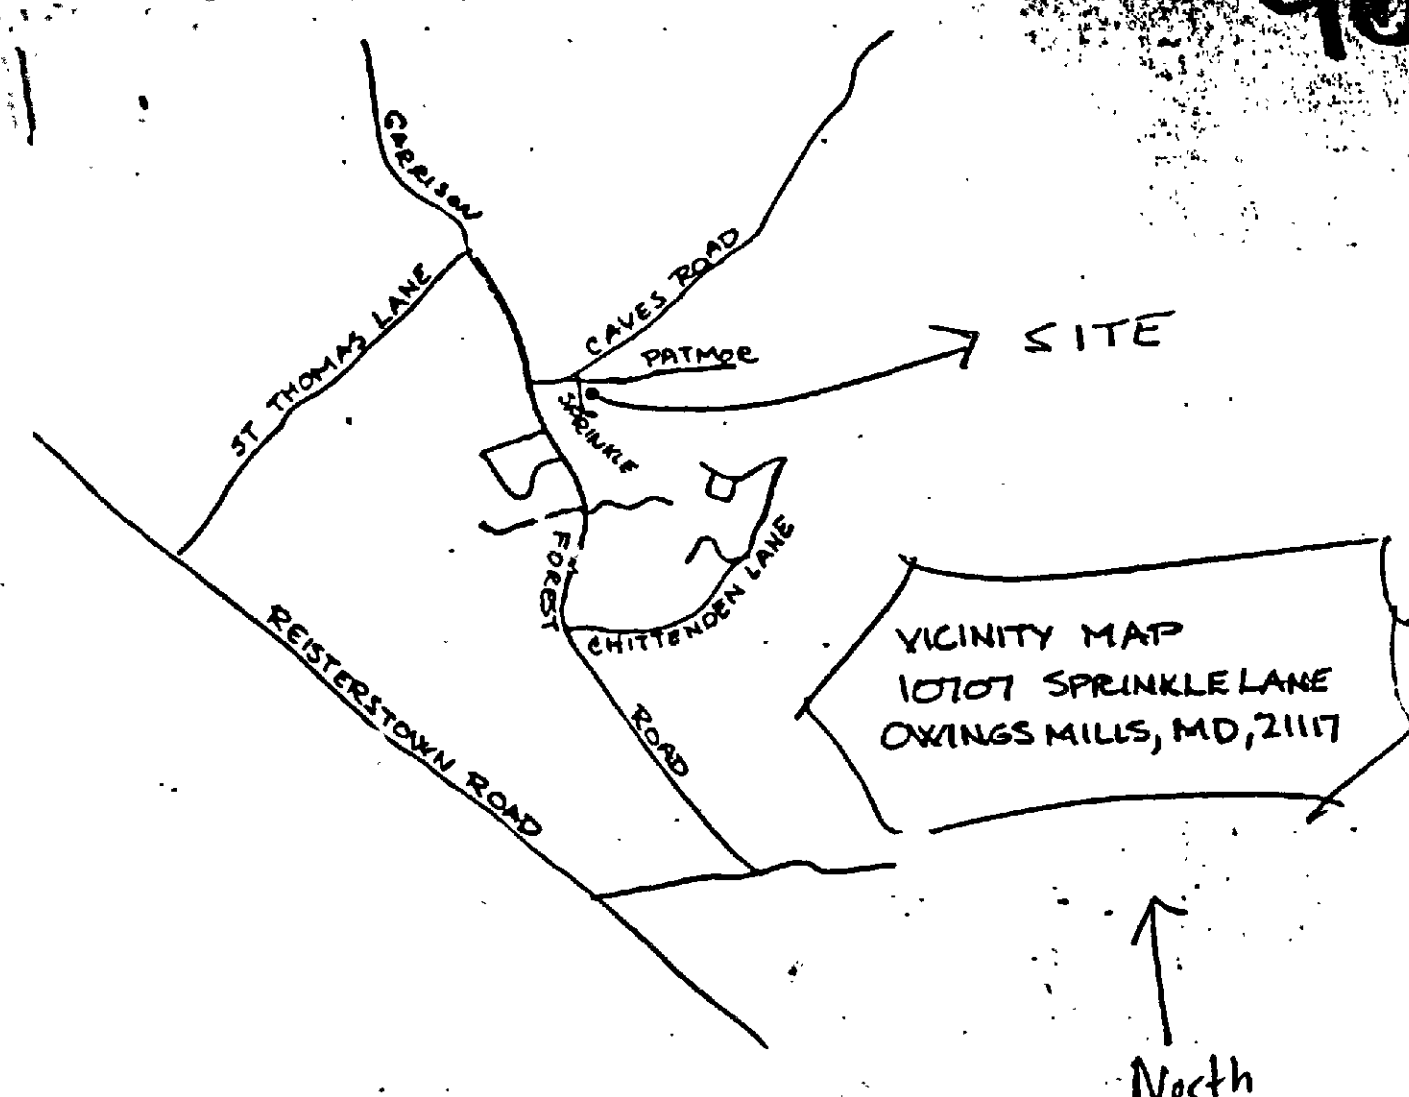 GARRISON
ST THOMAS LANE
CAVES ROAD
PATMOR
SITE
SPRINKLE
FOREST
CHITTENDEN LANE
ROAD
REISTERSTOWN ROAD
VICINITY MAP
10707 SPRINKLE LANE
OWINGS MILLS, MD, 21117
North